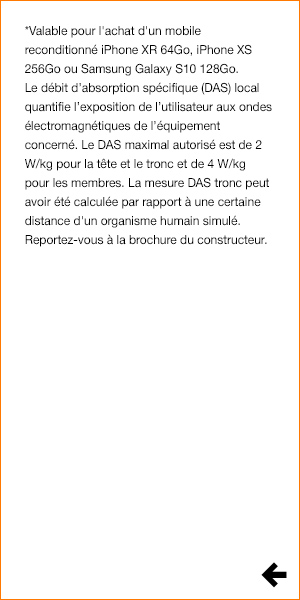 *Valable pour l'achat d'un mobile
reconditionné iPhone XR 64Go, iPhone XS
256Go ou Samsung Galaxy S10 128Go.
Le débit d'absorption spécifique (DAS) local
quantifie l'exposition de l'utilisateur aux ondes
électromagnétiques de l'équipement
concerné. Le DAS maximal autorisé est de 2
W/kg pour la tête et le tronc et de 4 W/kg
pour les membres. La mesure DAS tronc peut
avoir été calculée par rapport à une certaine
distance d'un organisme humain simulé.
Reportez-vous à la brochure du constructeur.